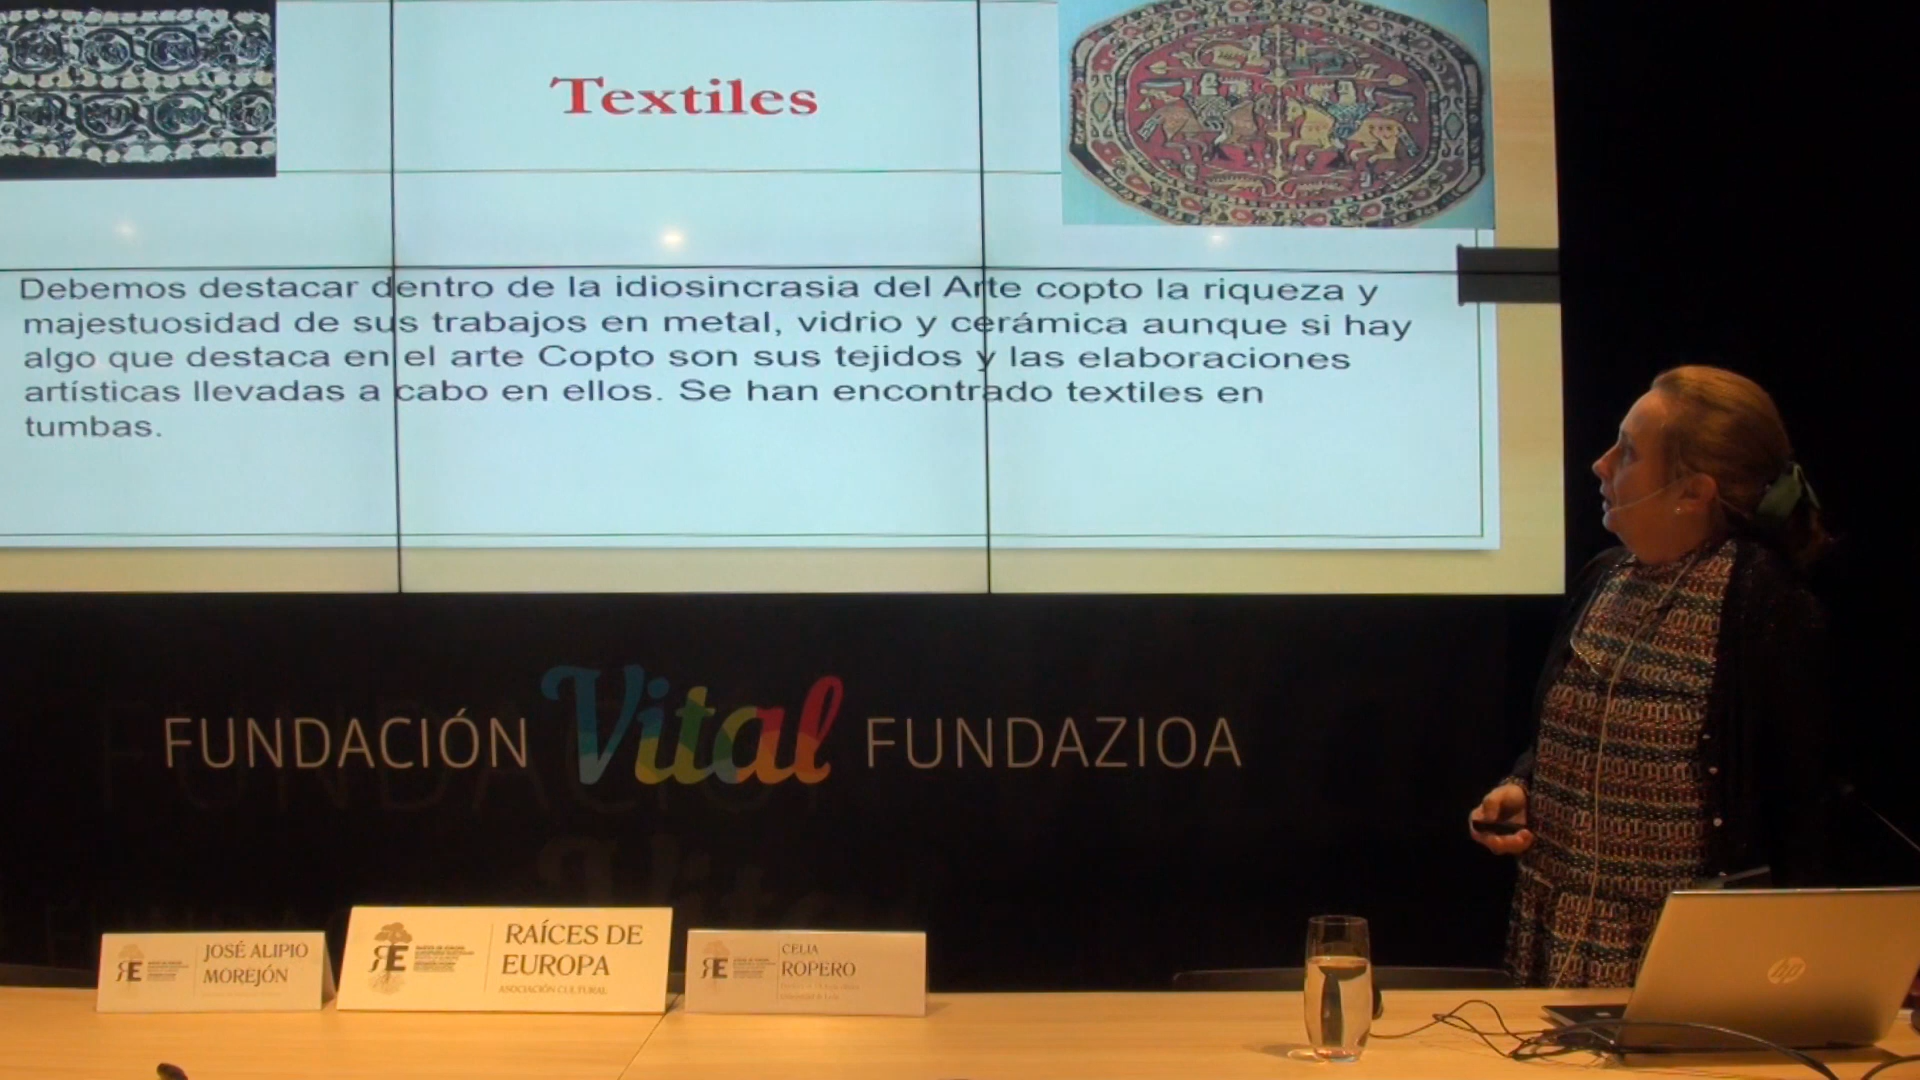 Textiles
Debemos destacar dentro de la idiosincrasia del Arte copto la riqueza y
majestuosidad de sus trabajos en metal, vidrio y cerámica aunque si hay
algo que destaca en el arte Copto son sus tejidos y las elaboraciones
artísticas llevadas a cabo en ellos. Se han encontrado textiles en
tumbas.
FUNDACIÓN Vital FUNDAZIOA
JOSÉ ALIPIO
MOREJÓN
RE
RAÍCES DE
EUROPA
ASOCIACIÓN CULTURAL
CELIA
ROPERO
hp